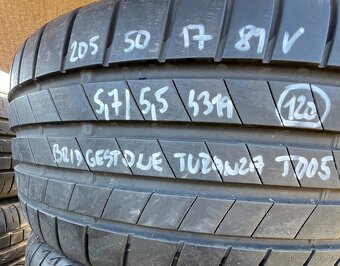 205 50 17 89 V
5,7/5,5 4319 122
BRIDGESTONE TURANZA T005